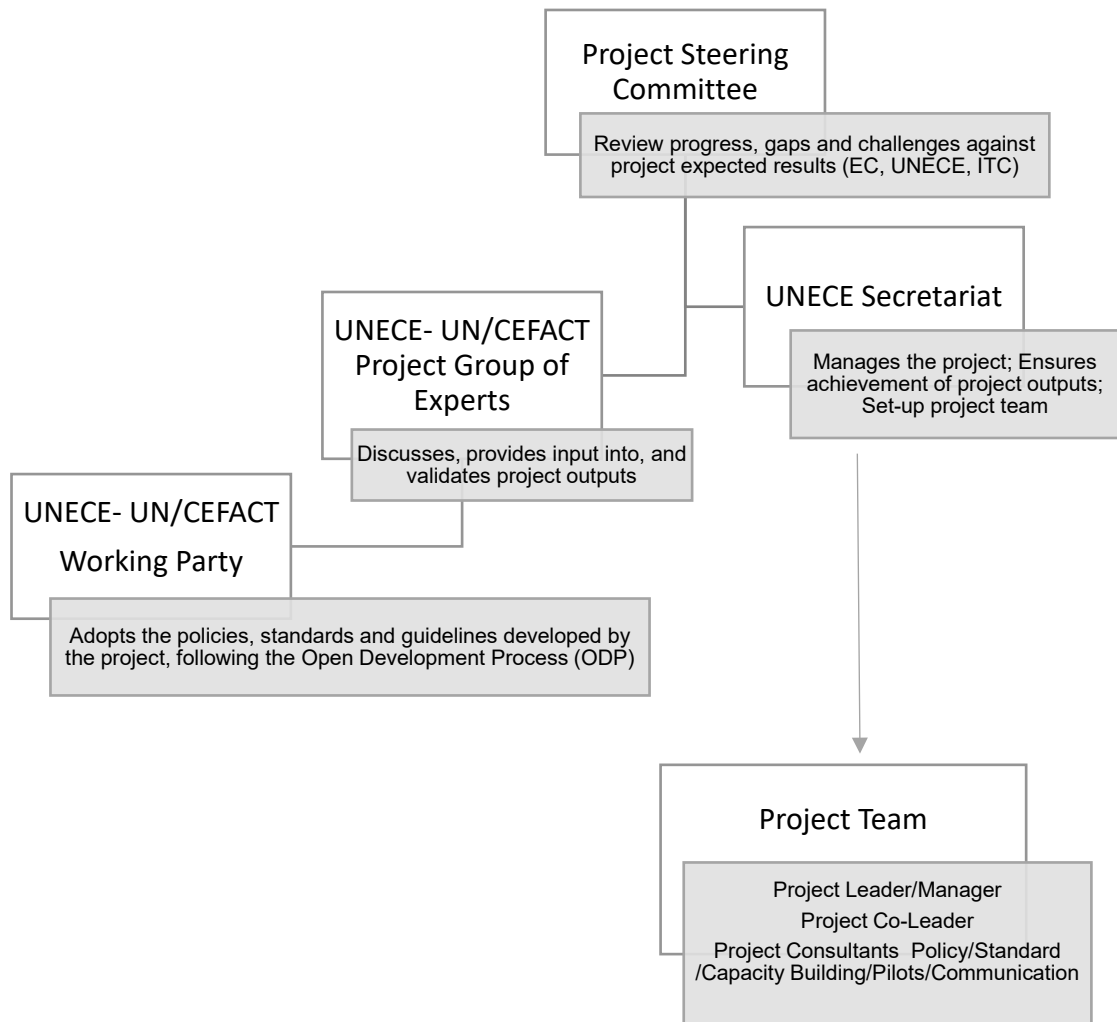 Project Steering
Committee
Review progress, gaps and challenges against
project expected results (EC, UNECE, ITC)
UNECE Secretariat
Manages the project; Ensures
achievement of project outputs;
Set-up project team
UNECE- UN/CEFACT
Project Group of
Experts
Discusses, provides input into, and
validates project outputs
UNECE- UN/CEFACT
Working Party
Adopts the policies, standards and guidelines developed by
the project, following the Open Development Process (ODP)
Project Team
Project Leader/Manager
Project Co-Leader
Project Consultants  Policy/Standard
/Capacity Building/Pilots/Communication